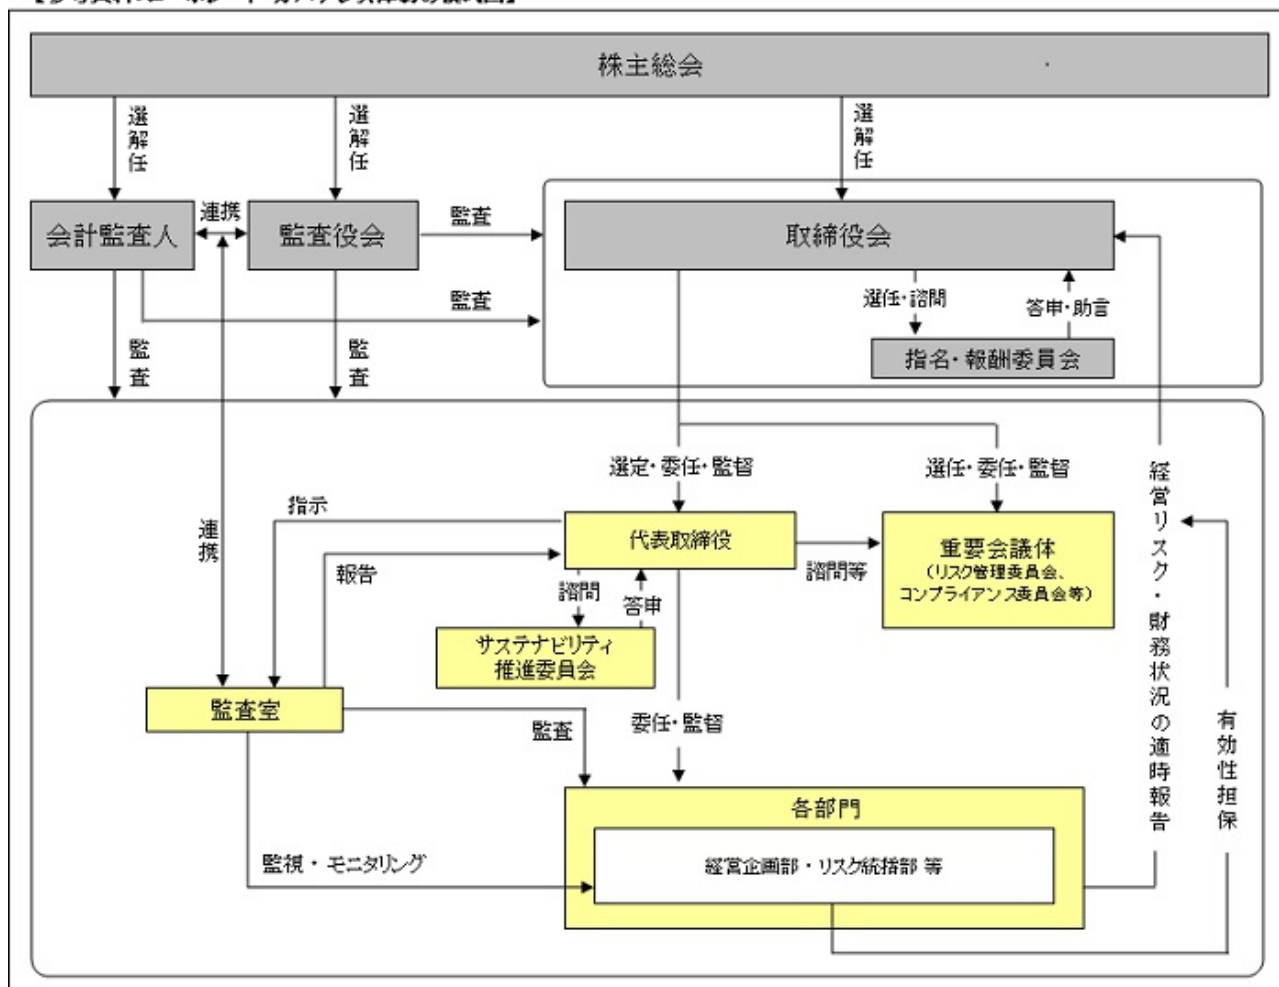 株主総会
選解任
選解任
選解任
会計監査人
連携
監査役会
監査
取締役会
監査
選任・諮問
答申・助言
指名・報酬委員会
監査
監査
選定・委任・監督
選任・委任・監督
指示
連携
報告
代表取締役
諮問等
重要会議体
(リスク管理委員会、
コンプライアンス委員会等)
諮問
答申
サステナビリティ
推進委員会
監査室
監査
委任・監督
経営リスク・財務状況の適時報告
有効性担保
各部門
監視・モニタリング
経営企画部・リスク統括部 等